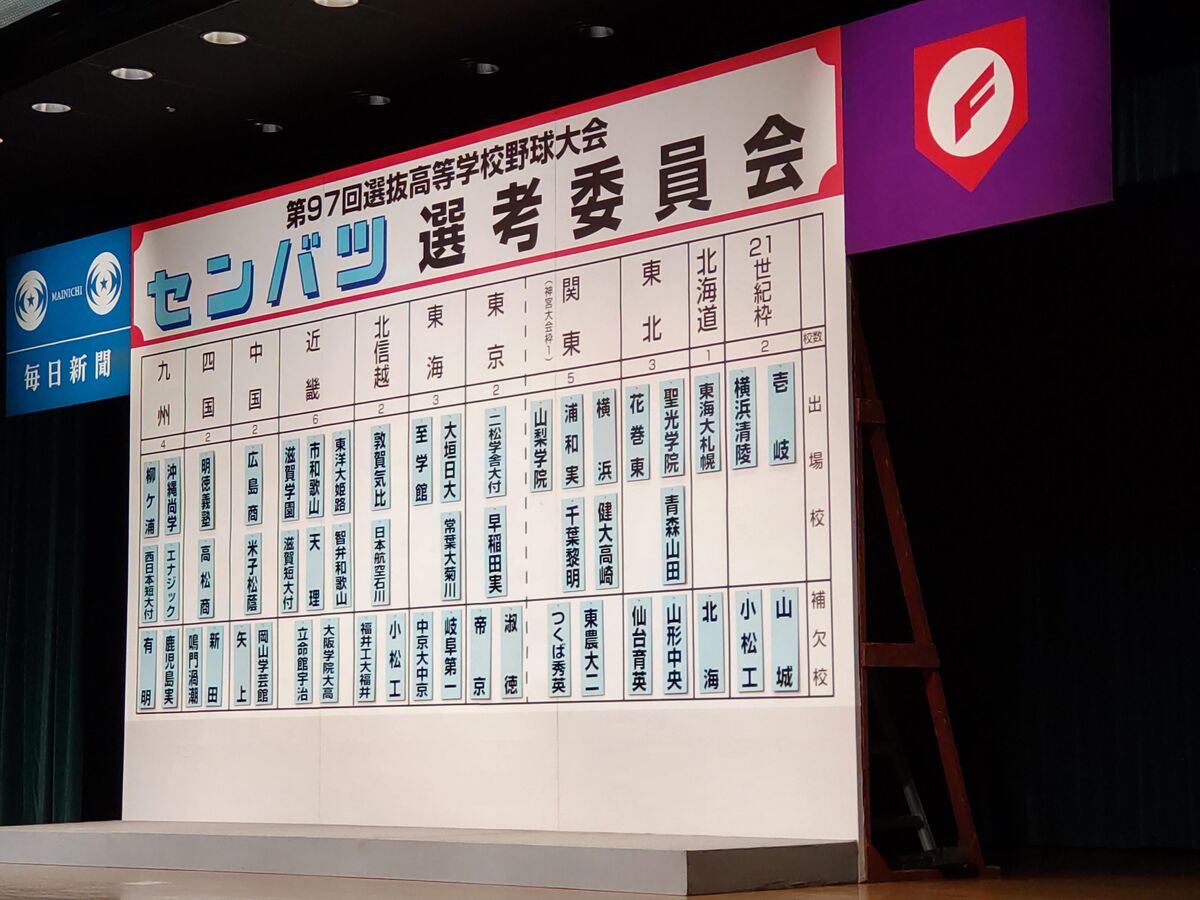 MAINICHI
毎日新聞
F
第97回選抜高等学校野球大会
センバツ 選考委員会
校数
出場校
補欠校
21世紀枠
2
壱岐
横浜清陵
山城
小松工
北海道
1
東海大札幌
北海
東北
3
聖光学院
花巻東
青森山田
山形中央
仙台育英
関東
(神宮大会枠1)
5
横浜
浦和実
山梨学院
健大高崎
千葉黎明
東農大二
つくば秀英
東京
2
二松学舎大付
早稲田実
淑徳
帝京
東海
3
大垣日大
至学館
常葉大菊川
岐阜第一
中京大中京
北信越
2
敦賀気比
日本航空石川
小松工
福井工大福井
近畿
6
東洋大姫路
市和歌山
滋賀学園
智弁和歌山
天理
滋賀短大付
大阪学院大高
立命館宇治
中国
2
広島商
米子松蔭
岡山学芸館
矢上
四国
2
明徳義塾
高松商
新田
鳴門渦潮
九州
4
沖縄尚学
柳ケ浦
エナジック
西日本短大付
鹿児島実
有明